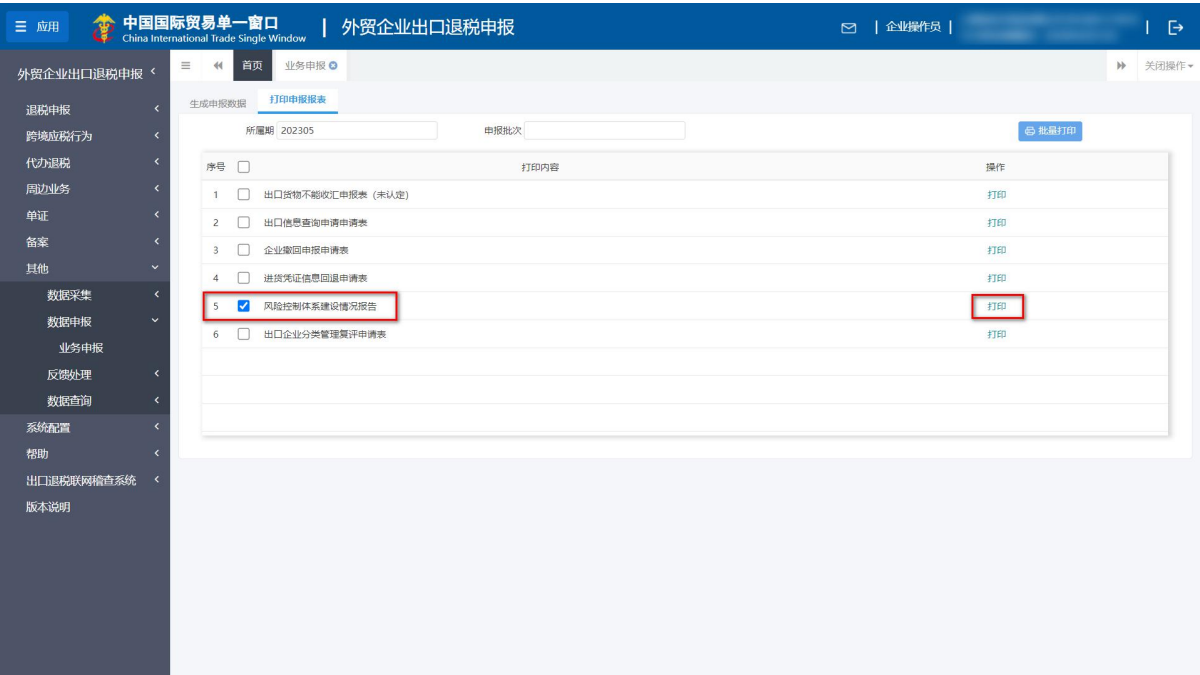 应用
中国国际贸易单一窗口
China International Trade Single Window
外贸企业出口退税申报
企业操作员
外贸企业出口退税申报
首页
业务申报
关闭操作
退税申报
跨境应税行为
代办退税
周边业务
单证
备案
其他
数据采集
数据申报
业务申报
反馈处理
数据查询
系统配置
帮助
出口退税联网稽查系统
版本说明
生成申报数据
打印申报报表
所属期 202305
申报批次
批量打印
序号 打印内容 操作
1 出口货物不能收汇申报表（未认定） 打印
2 出口信息查询申请申请表 打印
3 企业撤回申报申请表 打印
4 进货凭证信息回退申请表 打印
5 风险控制体系建设情况报告 打印
6 出口企业分类管理复评申请表 打印